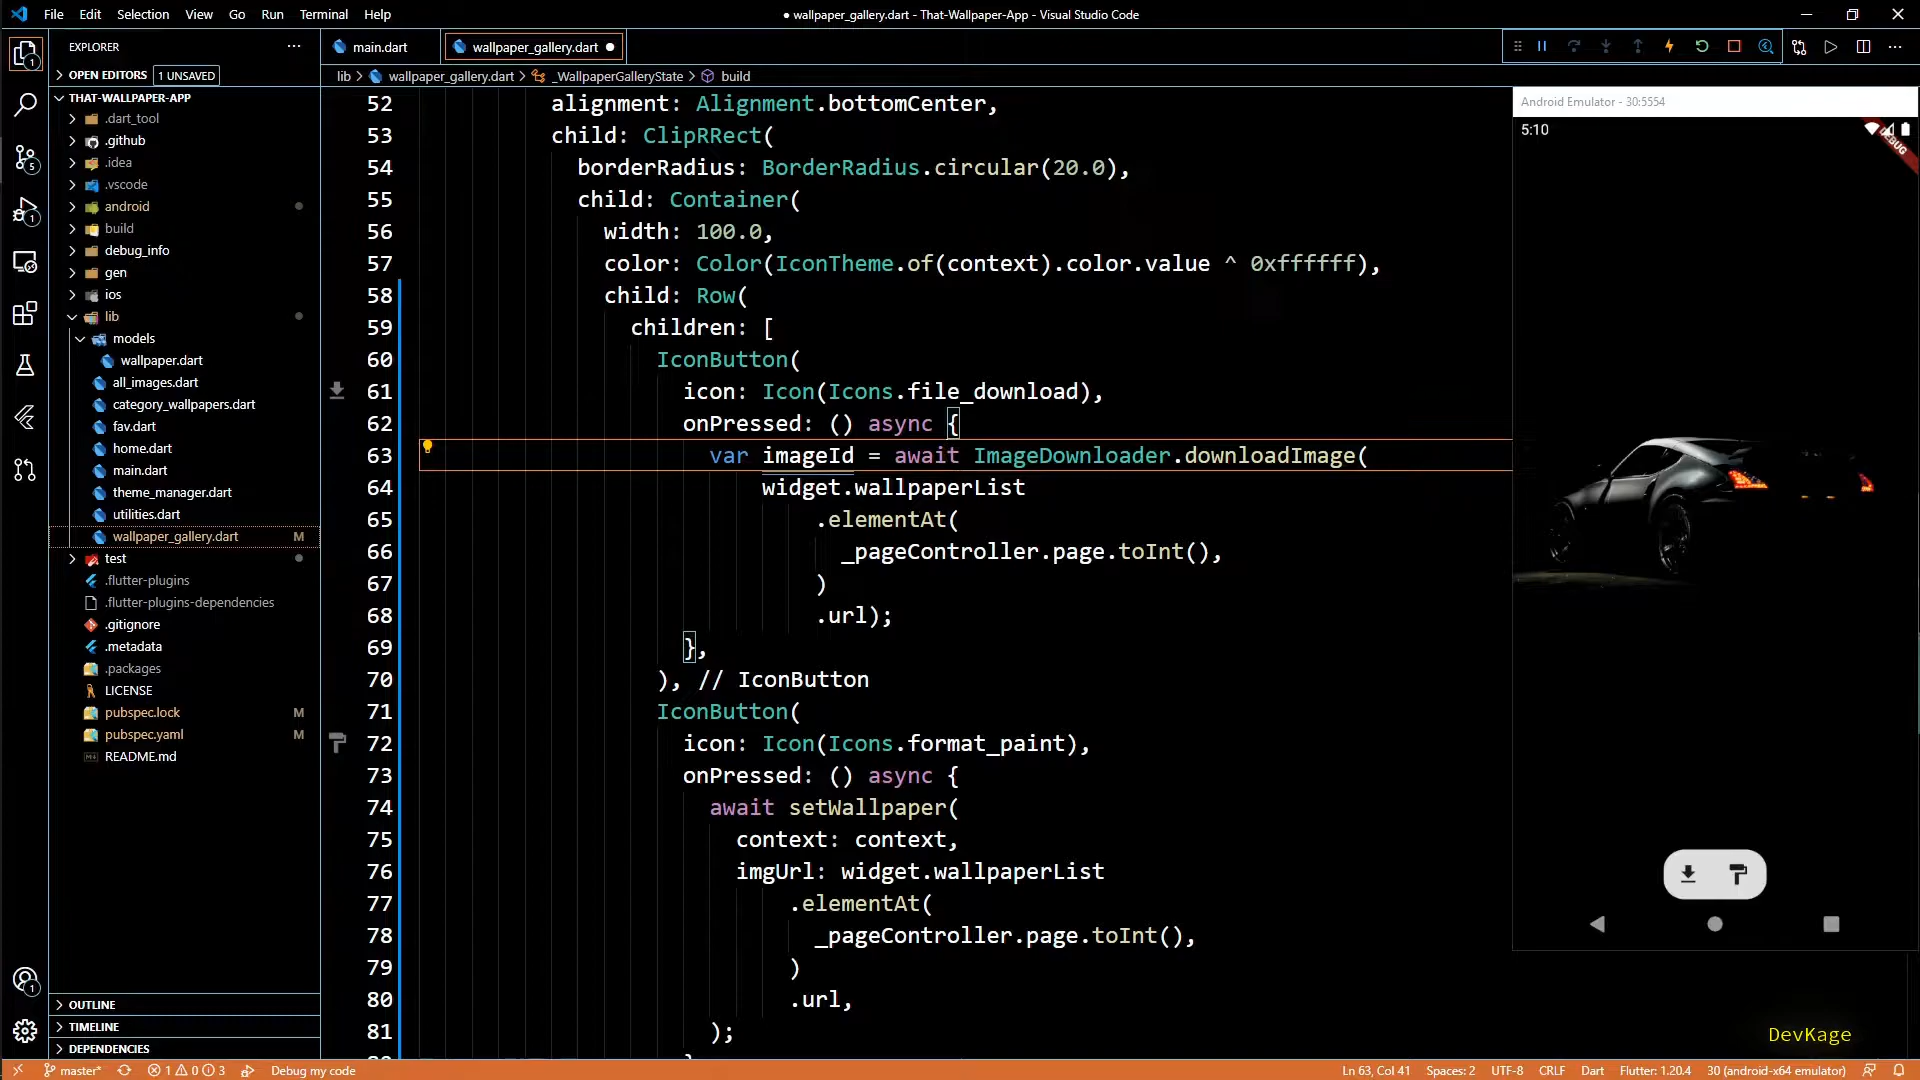 File Edit Selection View Go Run Terminal Help
● wallpaper_gallery.dart - That-Wallpaper-App - Visual Studio Code
EXPLORER
OPEN EDITORS 1 UNSAVED
THAT-WALLPAPER-APP
.dart_tool
.github
.idea
.vscode
android
build
debug_info
gen
ios
lib
models
wallpaper.dart
all_images.dart
category_wallpapers.dart
fav.dart
home.dart
main.dart
theme_manager.dart
utilities.dart
wallpaper_gallery.dart M
test
.flutter-plugins
.flutter-plugins-dependencies
.gitignore
.metadata
.packages
LICENSE
pubspec.lock M
pubspec.yaml M
README.md
OUTLINE
TIMELINE
DEPENDENCIES
main.dart
wallpaper_gallery.dart
lib > wallpaper_gallery.dart > _WallpaperGalleryState > build
52 alignment: Alignment.bottomCenter,
53 child: ClipRRect(
54 borderRadius: BorderRadius.circular(20.0),
55 child: Container(
56 width: 100.0,
57 color: Color(IconTheme.of(context).color.value ^ 0xffffff),
58 child: Row(
59 children: [
60 IconButton(
61 icon: Icon(Icons.file_download),
62 onPressed: () async {
63 var imageId = await ImageDownloader.downloadImage(
64 widget.wallpaperList
65 .elementAt(
66 _pageController.page.toInt(),
67 )
68 .url);
69 },
70 ), // IconButton
71 IconButton(
72 icon: Icon(Icons.format_paint),
73 onPressed: () async {
74 await setWallpaper(
75 context: context,
76 imgUrl: widget.wallpaperList
77 .elementAt(
78 _pageController.page.toInt(),
79 )
80 .url,
81 );
Android Emulator - 30:5554
5:10
DEBUG
DevKage
master* 1 0 3 Debug my code
Ln 63, Col 41 Spaces: 2 UTF-8 CRLF Dart Flutter: 1.20.4 30 (android-x64 emulator)